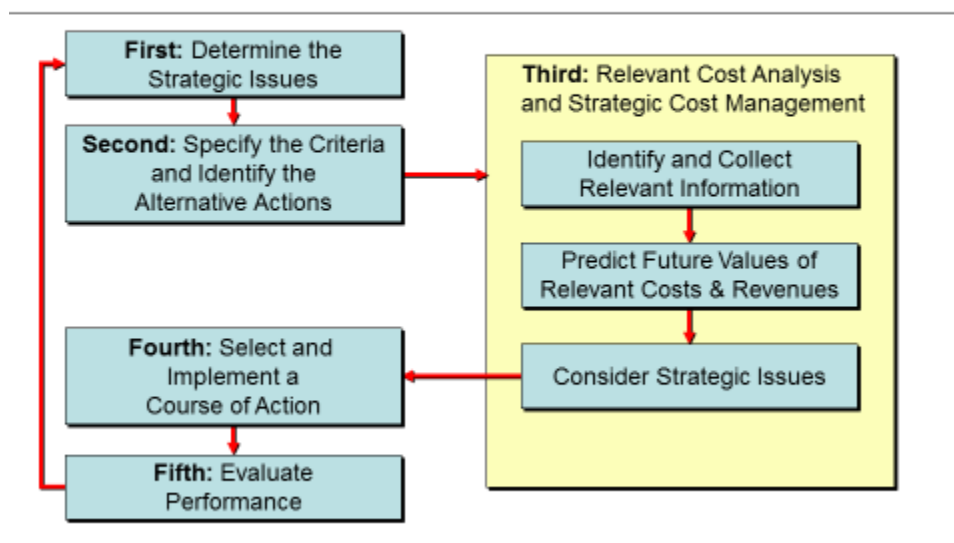 First: Determine the
Strategic Issues
Second: Specify the Criteria
and Identify the
Alternative Actions
Third: Relevant Cost Analysis
and Strategic Cost Management
Identify and Collect
Relevant Information
Predict Future Values of
Relevant Costs & Revenues
Consider Strategic Issues
Fourth: Select and
Implement a
Course of Action
Fifth: Evaluate
Performance